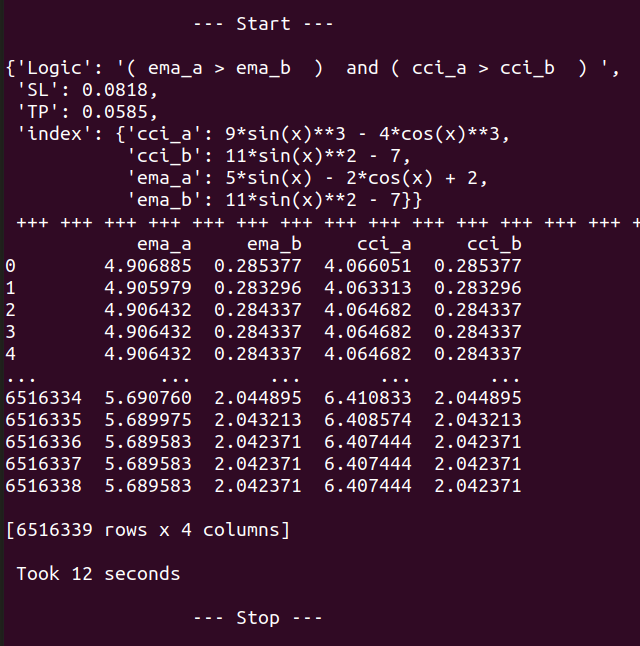 --- Start ---
{'Logic': '( ema_a > ema_b  )  and ( cci_a > cci_b  ) ',
 'SL': 0.0818,
 'TP': 0.0585,
 'index': {'cci_a': 9*sin(x)**3 - 4*cos(x)**3,
           'cci_b': 11*sin(x)**2 - 7,
           'ema_a': 5*sin(x) - 2*cos(x) + 2,
           'ema_b': 11*sin(x)**2 - 7}}
 +++ +++ +++ +++ +++ +++ +++ +++ +++ +++ +++ +++ +++ +++ +
            ema_a     ema_b     cci_a     cci_b
0        4.906885  0.285377  4.066051  0.285377
1        4.905979  0.283296  4.063313  0.283296
2        4.906432  0.284337  4.064682  0.284337
3        4.906432  0.284337  4.064682  0.284337
4        4.906432  0.284337  4.064682  0.284337
...           ...       ...       ...       ...
6516334  5.690760  2.044895  6.410833  2.044895
6516335  5.689975  2.043213  6.408574  2.043213
6516336  5.689583  2.042371  6.407444  2.042371
6516337  5.689583  2.042371  6.407444  2.042371
6516338  5.689583  2.042371  6.407444  2.042371
[6516339 rows x 4 columns]
 Took 12 seconds
--- Stop ---